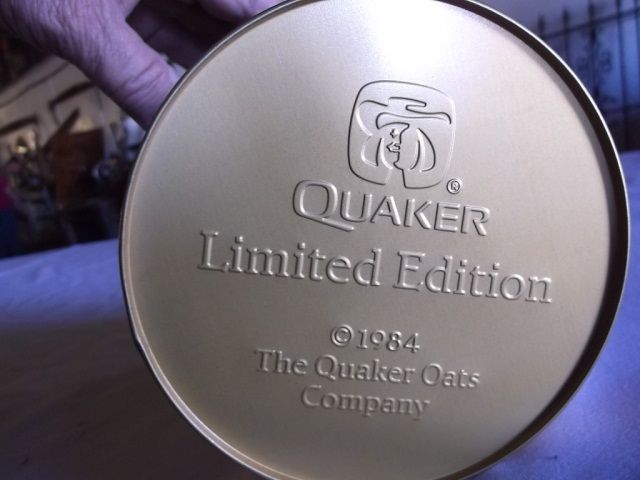 ®
QUAKER
Limited Edition
© 1984
The Quaker Oats
Company